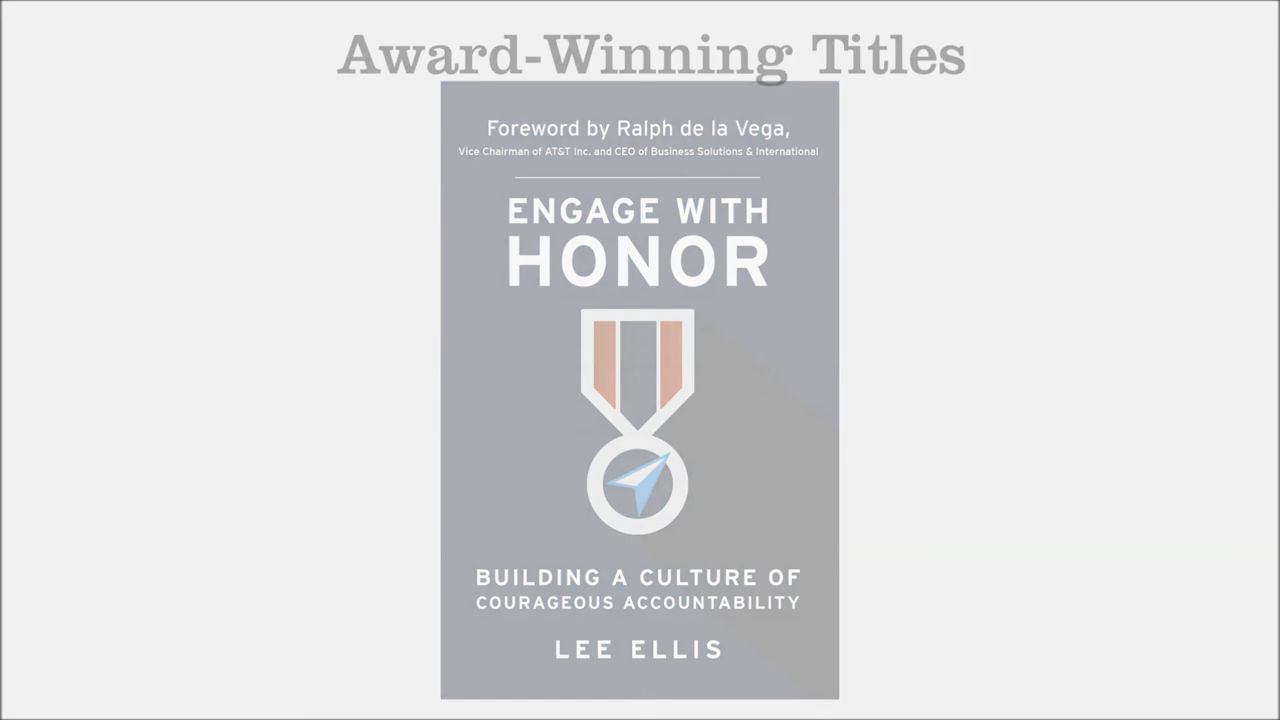 Award-Winning Titles
Foreword by Ralph de la Vega,
Vice Chairman of AT&T Inc. and CEO of Business Solutions & International
ENGAGE WITH
HONOR
BUILDING A CULTURE OF
COURAGEOUS ACCOUNTABILITY
LEE ELLIS